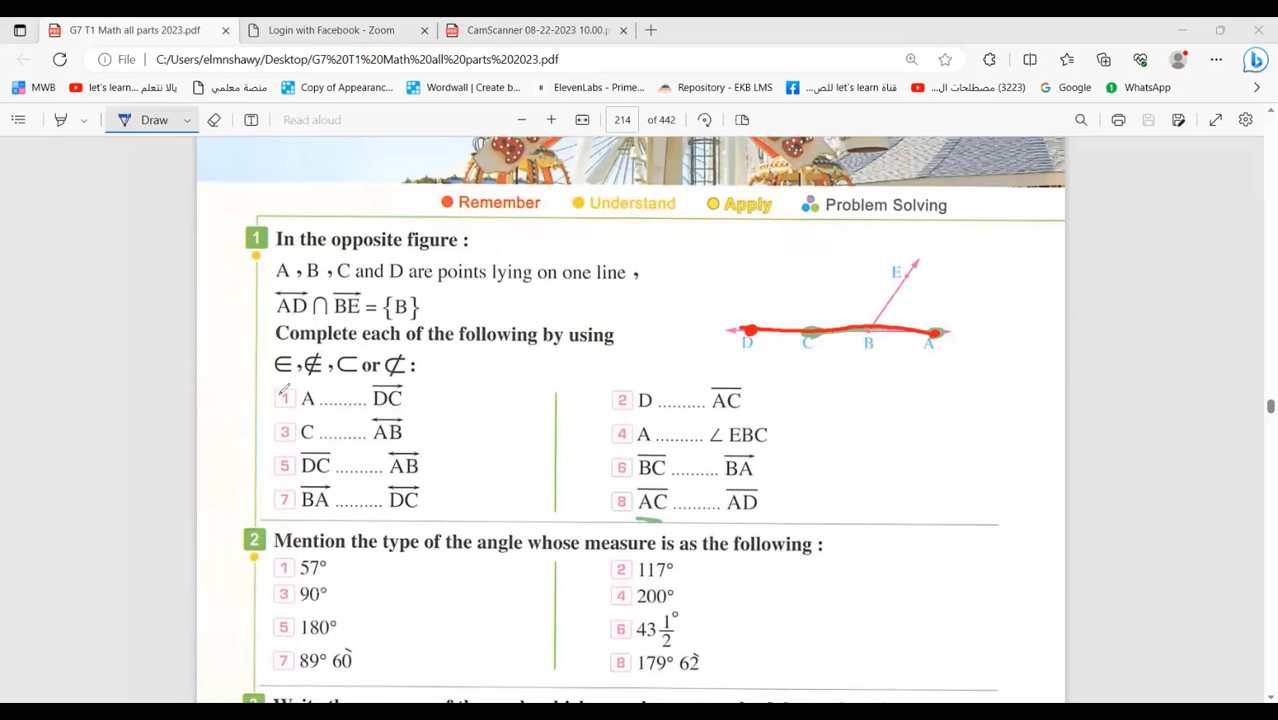 G7 T1 Math all parts 2023.pdf
Login with Facebook - Zoom
CamScanner 08-22-2023 10.00.p
File
C:/Users/elmnshawy/Desktop/G7%20T1%20Math%20all%20parts%202023.pdf
MWB
يالا نتعلم ...let's learn
منصة معلمي
Copy of Appearanc...
Wordwall | Create b...
ElevenLabs - Prime...
Repository - EKB LMS
قناة let's learn للص...
(3223) مصطلحات ال...
Google
WhatsApp
Draw
Read aloud
214 of 442
Remember Understand Apply Problem Solving
1 In the opposite figure :
A , B , C and D are points lying on one line ,
AD ∩ BE = {B}
Complete each of the following by using
∈ , ∉ , ⊂ or ⊄ :
E
D C B A
1 A .......... DC
2 D .......... AC
3 C .......... AB
4 A .......... ∠ EBC
5 DC .......... AB
6 BC .......... BA
7 BA .......... DC
8 AC .......... AD
2 Mention the type of the angle whose measure is as the following :
1 57°
2 117°
3 90°
4 200°
5 180°
6 43 1/2°
7 89° 60̀
8 179° 62̀